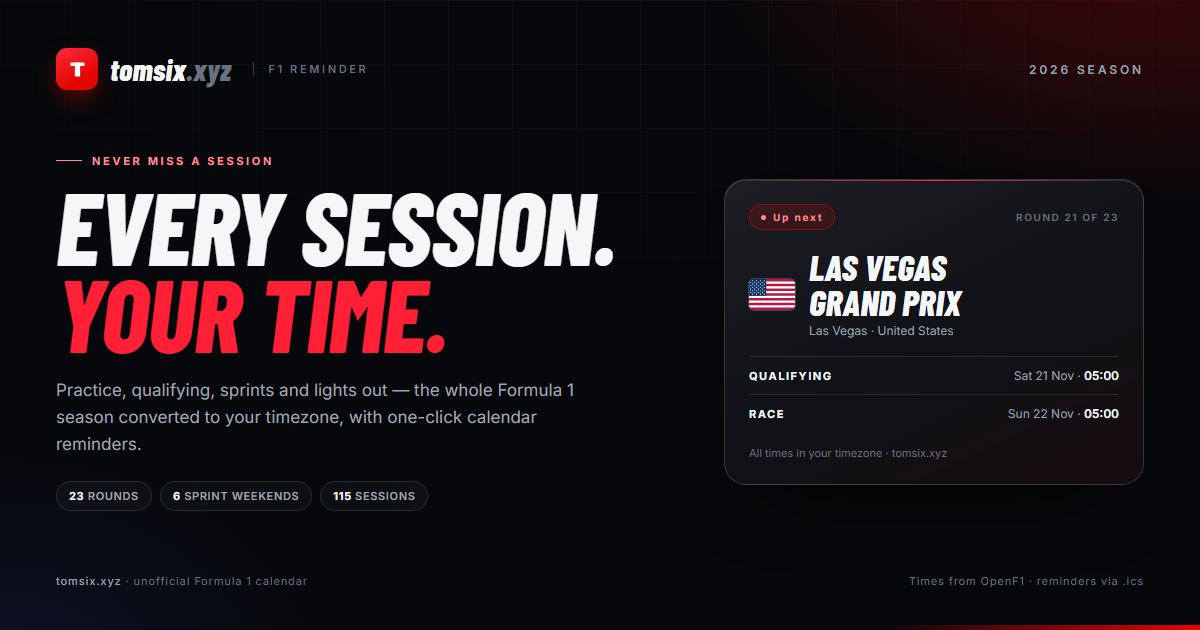 T tomsix.xyz F1 REMINDER
2026 SEASON
NEVER MISS A SESSION
EVERY SESSION.
YOUR TIME.
Practice, qualifying, sprints and lights out — the whole Formula 1
season converted to your timezone, with one-click calendar
reminders.
23 ROUNDS
6 SPRINT WEEKENDS
115 SESSIONS
Up next
ROUND 21 OF 23
LAS VEGAS
GRAND PRIX
Las Vegas · United States
QUALIFYING Sat 21 Nov · 05:00
RACE Sun 22 Nov · 05:00
All times in your timezone · tomsix.xyz
tomsix.xyz · unofficial Formula 1 calendar
Times from OpenF1 · reminders via .ics